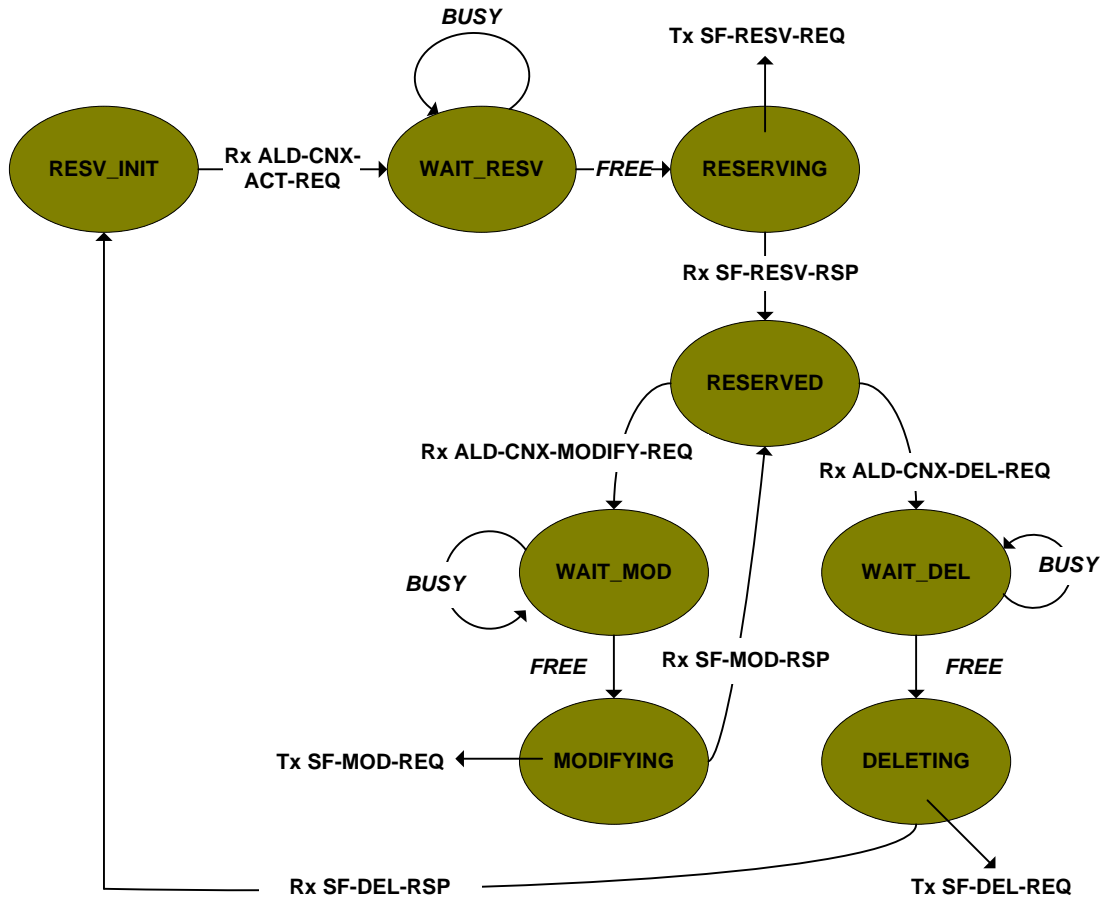 BUSY
Tx SF-RESV-REQ
RESV_INIT
Rx ALD-CNX-
ACT-REQ
WAIT_RESV
FREE
RESERVING
Rx SF-RESV-RSP
RESERVED
Rx ALD-CNX-MODIFY-REQ
Rx ALD-CNX-DEL-REQ
BUSY
WAIT_MOD
WAIT_DEL
BUSY
FREE
Rx SF-MOD-RSP
FREE
Tx SF-MOD-REQ
MODIFYING
DELETING
Rx SF-DEL-RSP
Tx SF-DEL-REQ